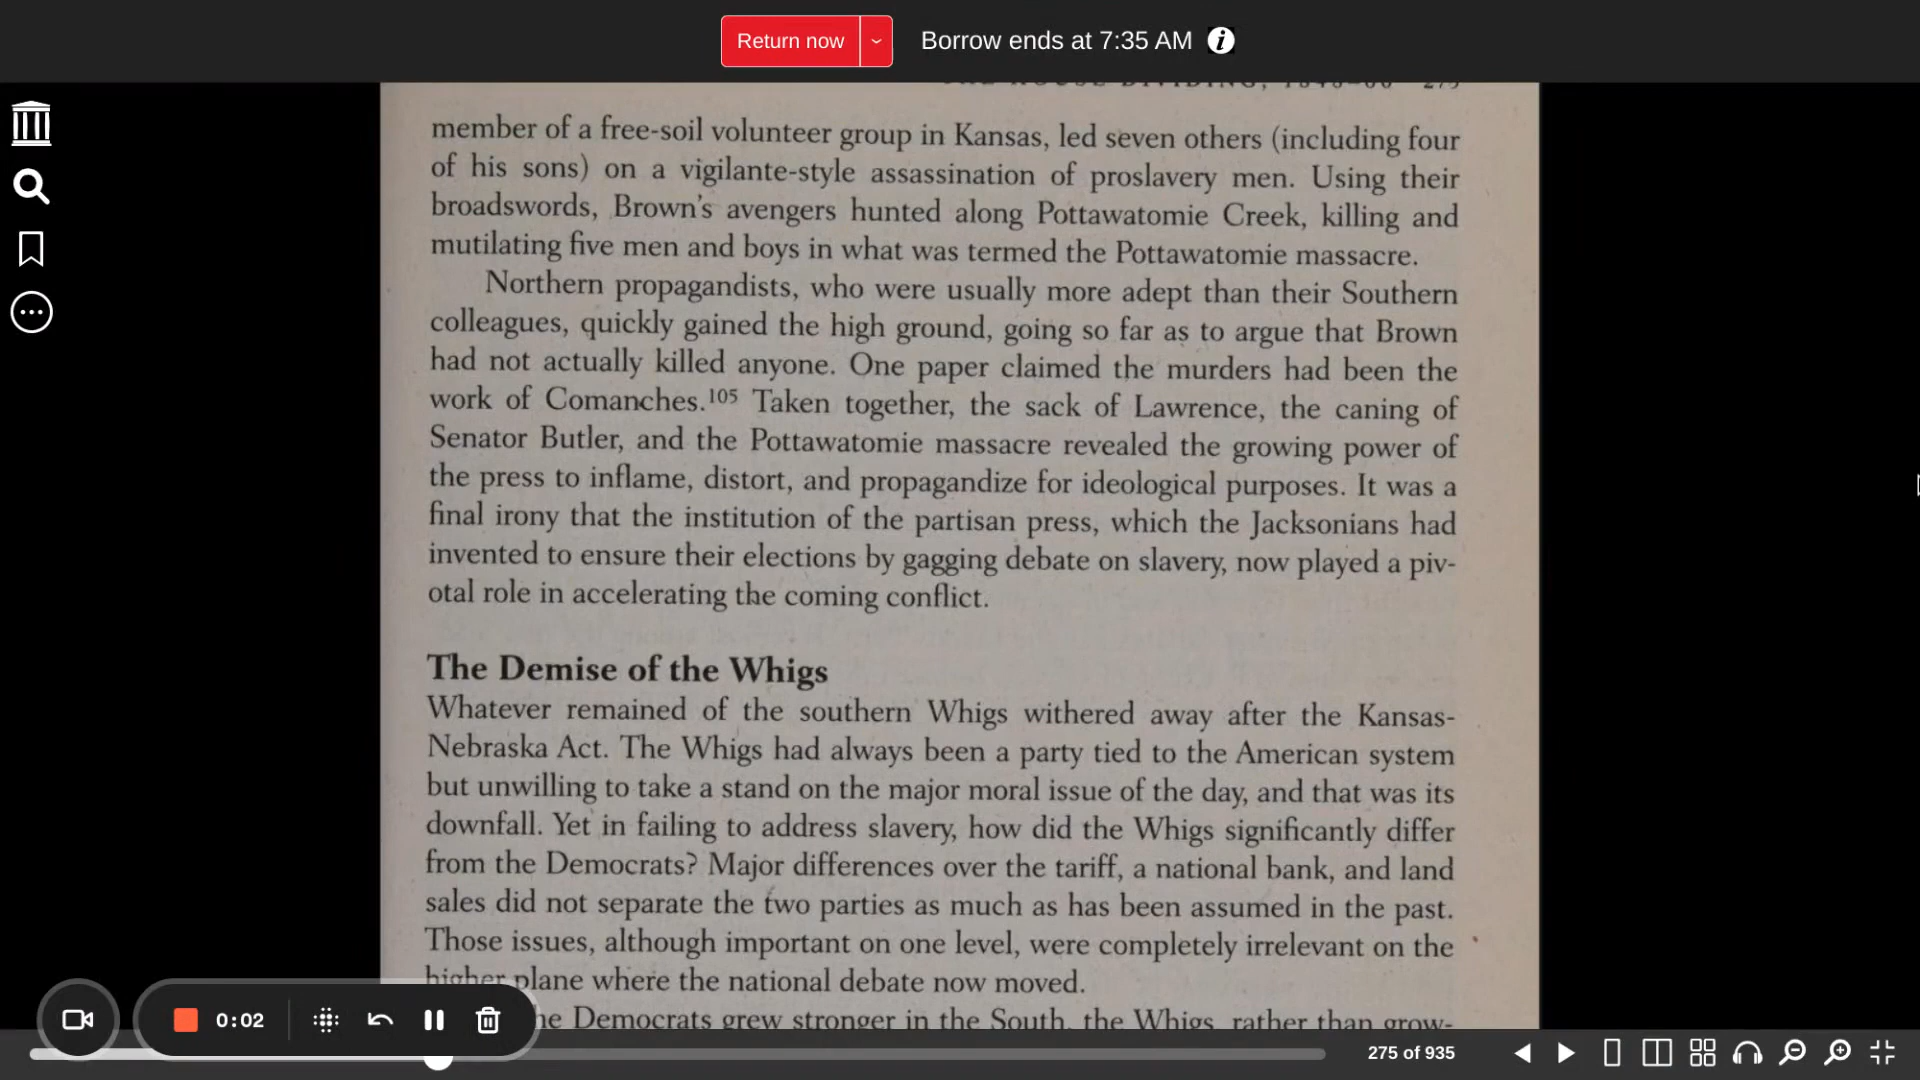 Return now
Borrow ends at 7:35 AM
THE HOUSE DIVIDING, 1848–60 275
member of a free-soil volunteer group in Kansas, led seven others (including four
of his sons) on a vigilante-style assassination of proslavery men. Using their
broadswords, Brown's avengers hunted along Pottawatomie Creek, killing and
mutilating five men and boys in what was termed the Pottawatomie massacre.
Northern propagandists, who were usually more adept than their Southern
colleagues, quickly gained the high ground, going so far as to argue that Brown
had not actually killed anyone. One paper claimed the murders had been the
work of Comanches.105 Taken together, the sack of Lawrence, the caning of
Senator Butler, and the Pottawatomie massacre revealed the growing power of
the press to inflame, distort, and propagandize for ideological purposes. It was a
final irony that the institution of the partisan press, which the Jacksonians had
invented to ensure their elections by gagging debate on slavery, now played a piv-
otal role in accelerating the coming conflict.
The Demise of the Whigs
Whatever remained of the southern Whigs withered away after the Kansas-
Nebraska Act. The Whigs had always been a party tied to the American system
but unwilling to take a stand on the major moral issue of the day, and that was its
downfall. Yet in failing to address slavery, how did the Whigs significantly differ
from the Democrats? Major differences over the tariff, a national bank, and land
sales did not separate the two parties as much as has been assumed in the past.
Those issues, although important on one level, were completely irrelevant on the
higher plane where the national debate now moved.
he Democrats grew stronger in the South, the Whigs, rather than grow-
0:02
275 of 935